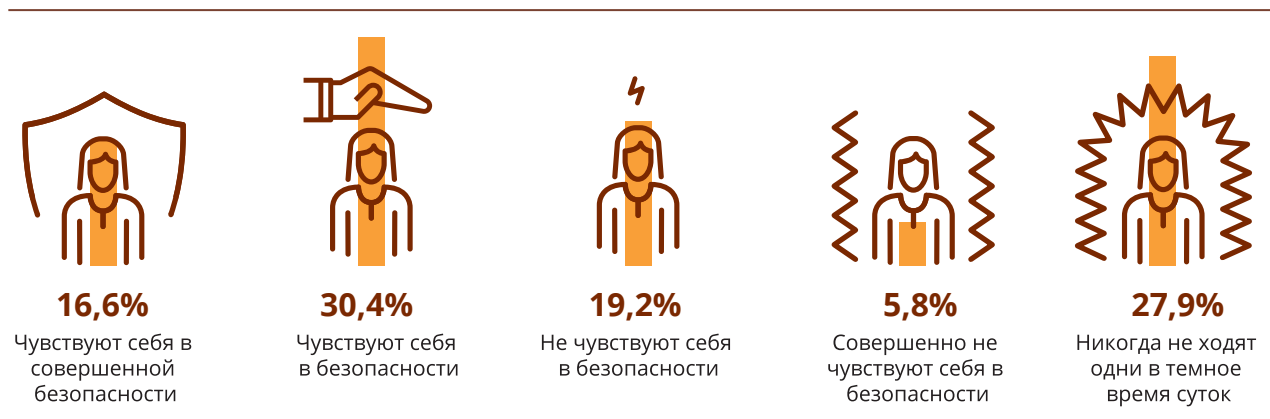 16,6%
Чувствуют себя в
совершенной
безопасности
30,4%
Чувствуют себя
в безопасности
19,2%
Не чувствуют себя
в безопасности
5,8%
Совершенно не
чувствуют себя в
безопасности
27,9%
Никогда не ходят
одни в темное
время суток